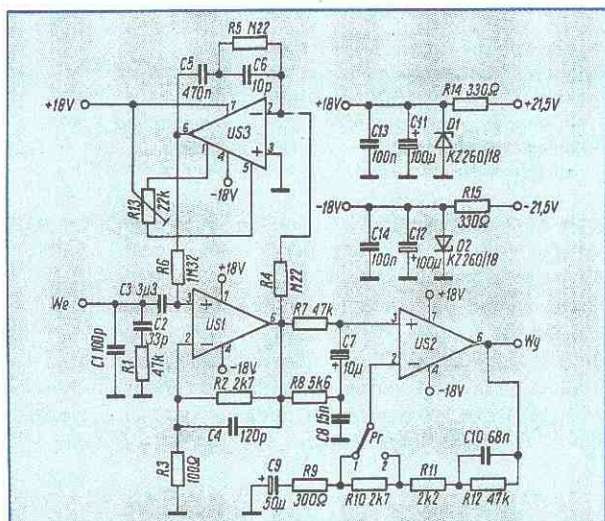 R5 M22
C5
470n
C6
10p
+18V
7
2
6
US3
1
4
5
3
-18V
R13
22k
+18V
R14 330Ω
+21,5V
C13
100n
C11
100µ
D1
KZ260/18
-18V
R15
330Ω
-21,5V
C14
100n
C12
100µ
D2
KZ260/18
R6
1M32
R4
M22
We
C3 3µ3
+18V
3
7
US1
6
2
4
-18V
C1 100p
C2
33p
R1
47k
R7 47k
+18V
3
7
US2
6
Wy
2
4
-18V
C7
10µ
R2 2k7
R8 5k6
C8 15n
C4
120p
Pr
1
2
C10 68n
R3
100Ω
C9
50µ
R9
300Ω
R10 2k7
R11
2k2
R12 47k